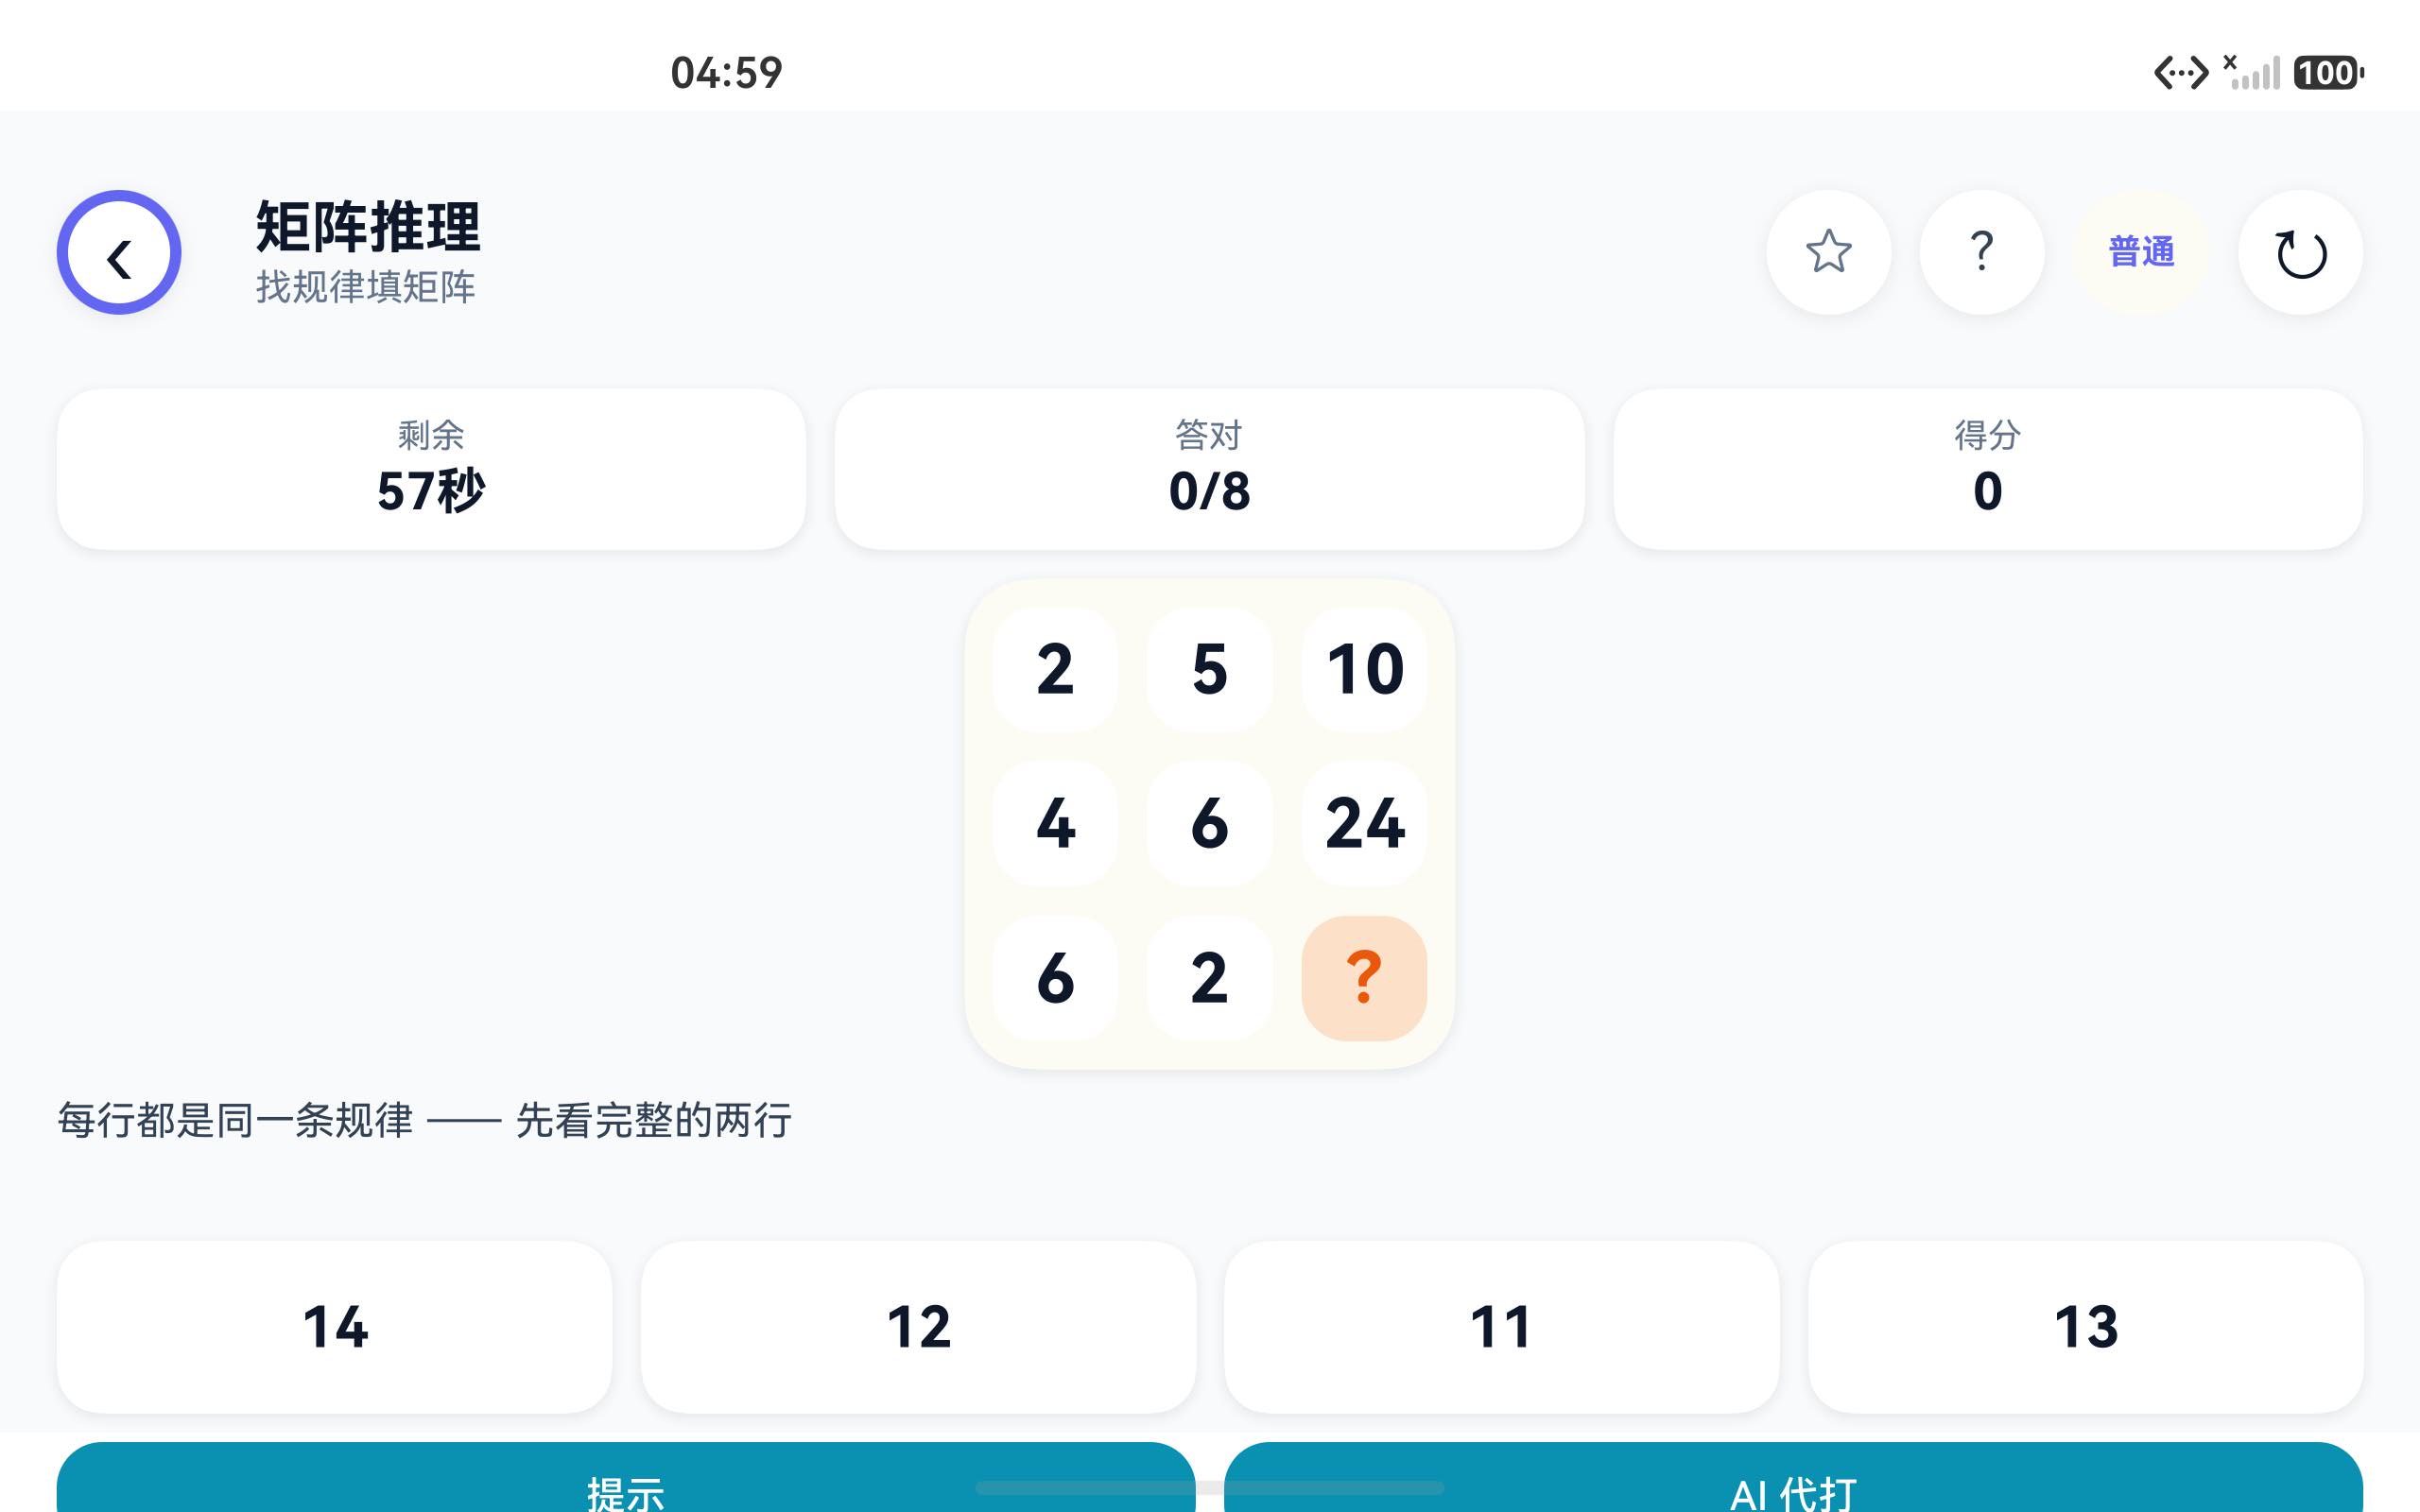 04:59
100
矩阵推理
找规律填矩阵
?
普通
剩余
57秒
答对
0/8
得分
0
2 5 10
4 6 24
6 2 ?
每行都是同一条规律 —— 先看完整的两行
14
12
11
13
提示
AI 代打